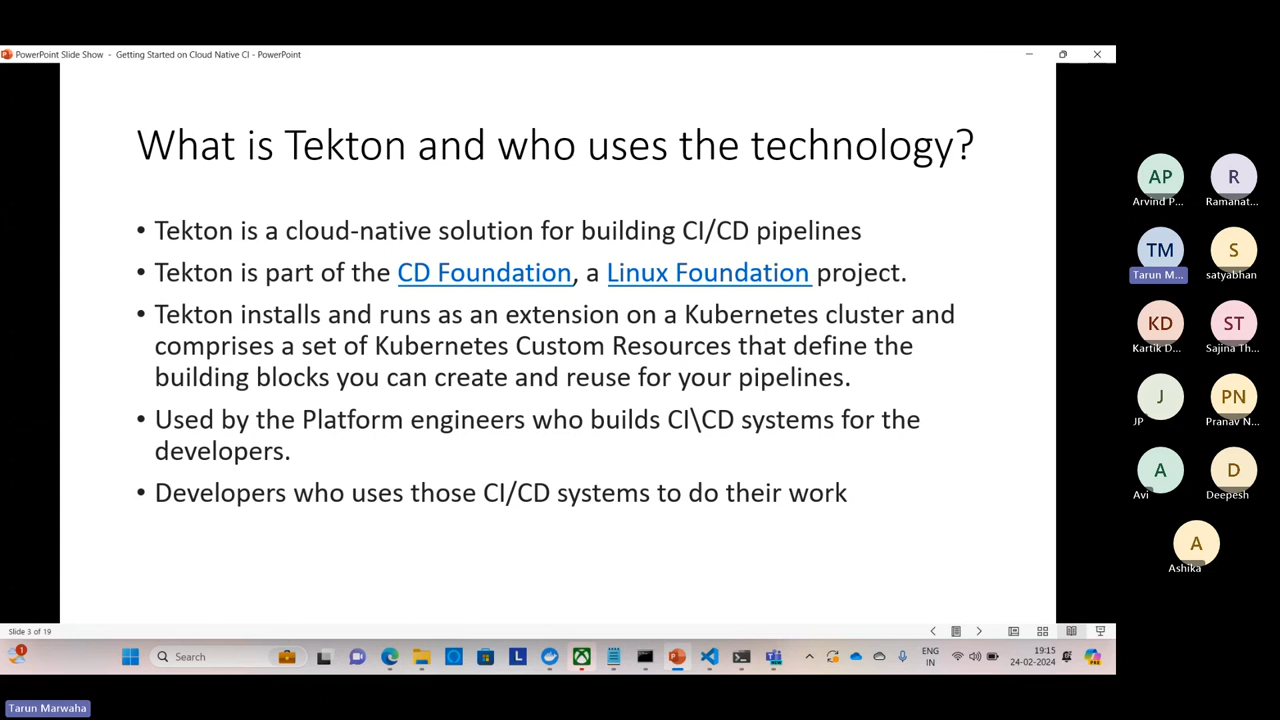 PowerPoint Slide Show - Getting Started on Cloud Native CI - PowerPoint
What is Tekton and who uses the technology?
• Tekton is a cloud-native solution for building CI/CD pipelines
• Tekton is part of the CD Foundation, a Linux Foundation project.
• Tekton installs and runs as an extension on a Kubernetes cluster and
comprises a set of Kubernetes Custom Resources that define the
building blocks you can create and reuse for your pipelines.
• Used by the Platform engineers who builds CI\CD systems for the
developers.
• Developers who uses those CI/CD systems to do their work
AP
Arvind P...
R
Ramanat...
TM
Tarun M...
S
satyabhan
KD
Kartik D...
ST
Sajina Th...
J
JP
PN
Pranav N...
A
Avi
D
Deepesh
A
Ashika
Slide 3 of 19
1
Search
L
NEW
ENG
IN
19:15
24-02-2024
PRE
Tarun Marwaha